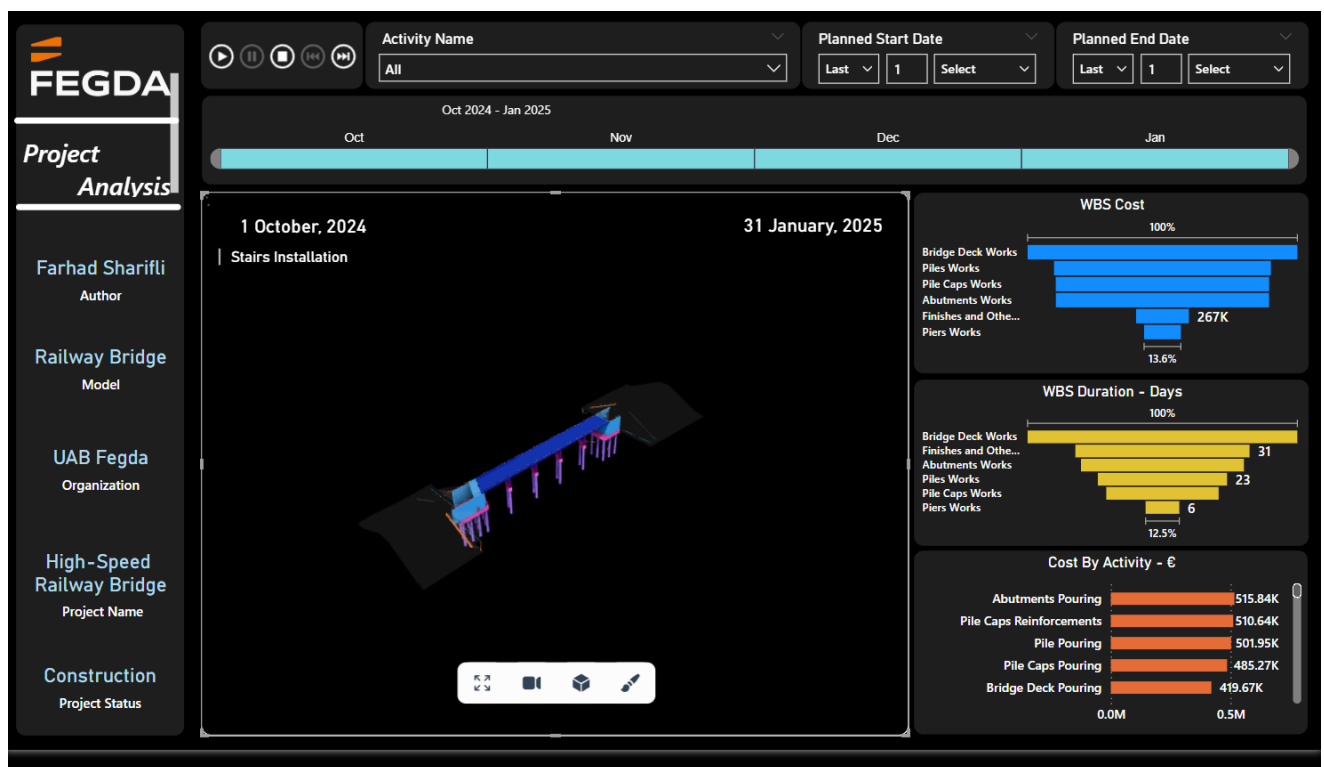 FEGDA
Project
Analysis
Farhad Sharifli
Author
Railway Bridge
Model
UAB Fegda
Organization
High-Speed
Railway Bridge
Project Name
Construction
Project Status
Activity Name
All
Planned Start Date
Last 1 Select
Planned End Date
Last 1 Select
Oct 2024 - Jan 2025
Oct Nov Dec Jan
1 October, 2024
31 January, 2025
Stairs Installation
WBS Cost
100%
Bridge Deck Works
Piles Works
Pile Caps Works
Abutments Works
Finishes and Othe... 267K
Piers Works
13.6%
WBS Duration - Days
100%
Bridge Deck Works
Finishes and Othe... 31
Abutments Works
Piles Works 23
Pile Caps Works
Piers Works 6
12.5%
Cost By Activity - €
Abutments Pouring 515.84K
Pile Caps Reinforcements 510.64K
Pile Pouring 501.95K
Pile Caps Pouring 485.27K
Bridge Deck Pouring 419.67K
0.0M 0.5M